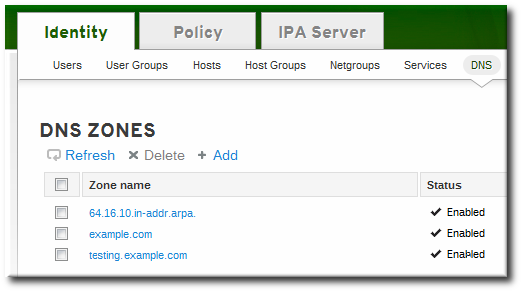 Identity Policy IPA Server
Users User Groups Hosts Host Groups Netgroups Services DNS
DNS ZONES
Refresh Delete Add
Zone name Status
64.16.10.in-addr.arpa. Enabled
example.com Enabled
testing.example.com Enabled